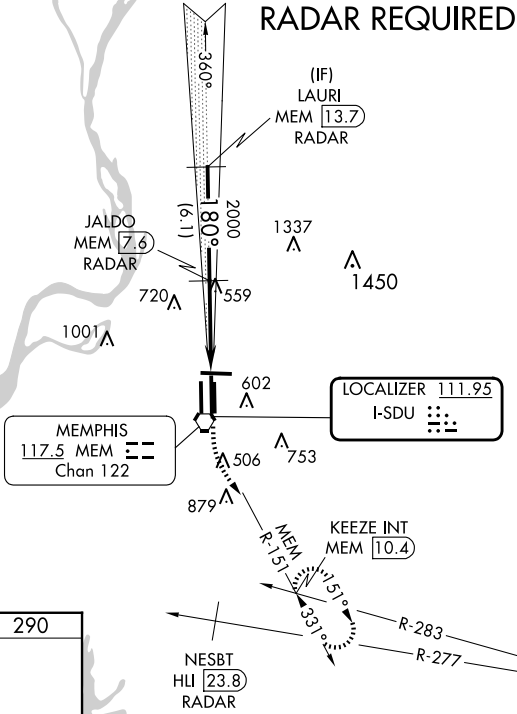 RADAR REQUIRED
360°
(IF)
LAURI
MEM 13.7
RADAR
2000
180°
(6.1)
JALDO
MEM 7.6
RADAR
1337
1450
720
559
1001
602
LOCALIZER 111.95
I-SDU
MEMPHIS
117.5 MEM
Chan 122
506
753
879
MEM
R-151
KEEZE INT
MEM 10.4
151°
331°
R-283
R-277
290
NESBT
HLI 23.8
RADAR